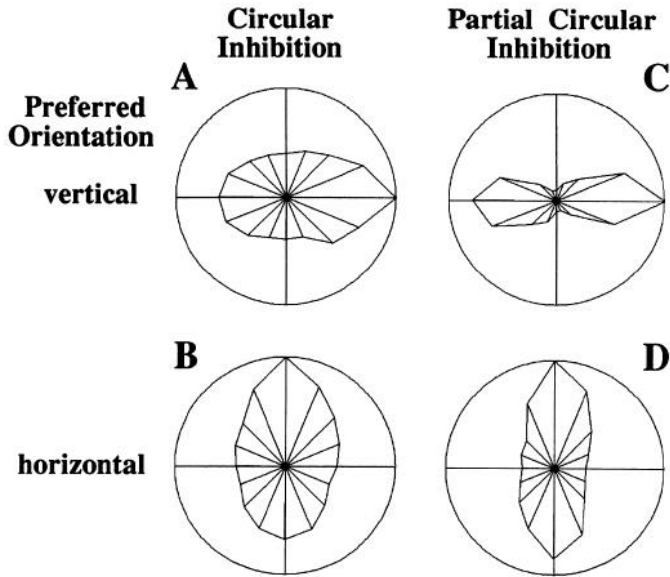 Circular
Inhibition
Partial Circular
Inhibition
A
C
Preferred
Orientation
vertical
B
D
horizontal